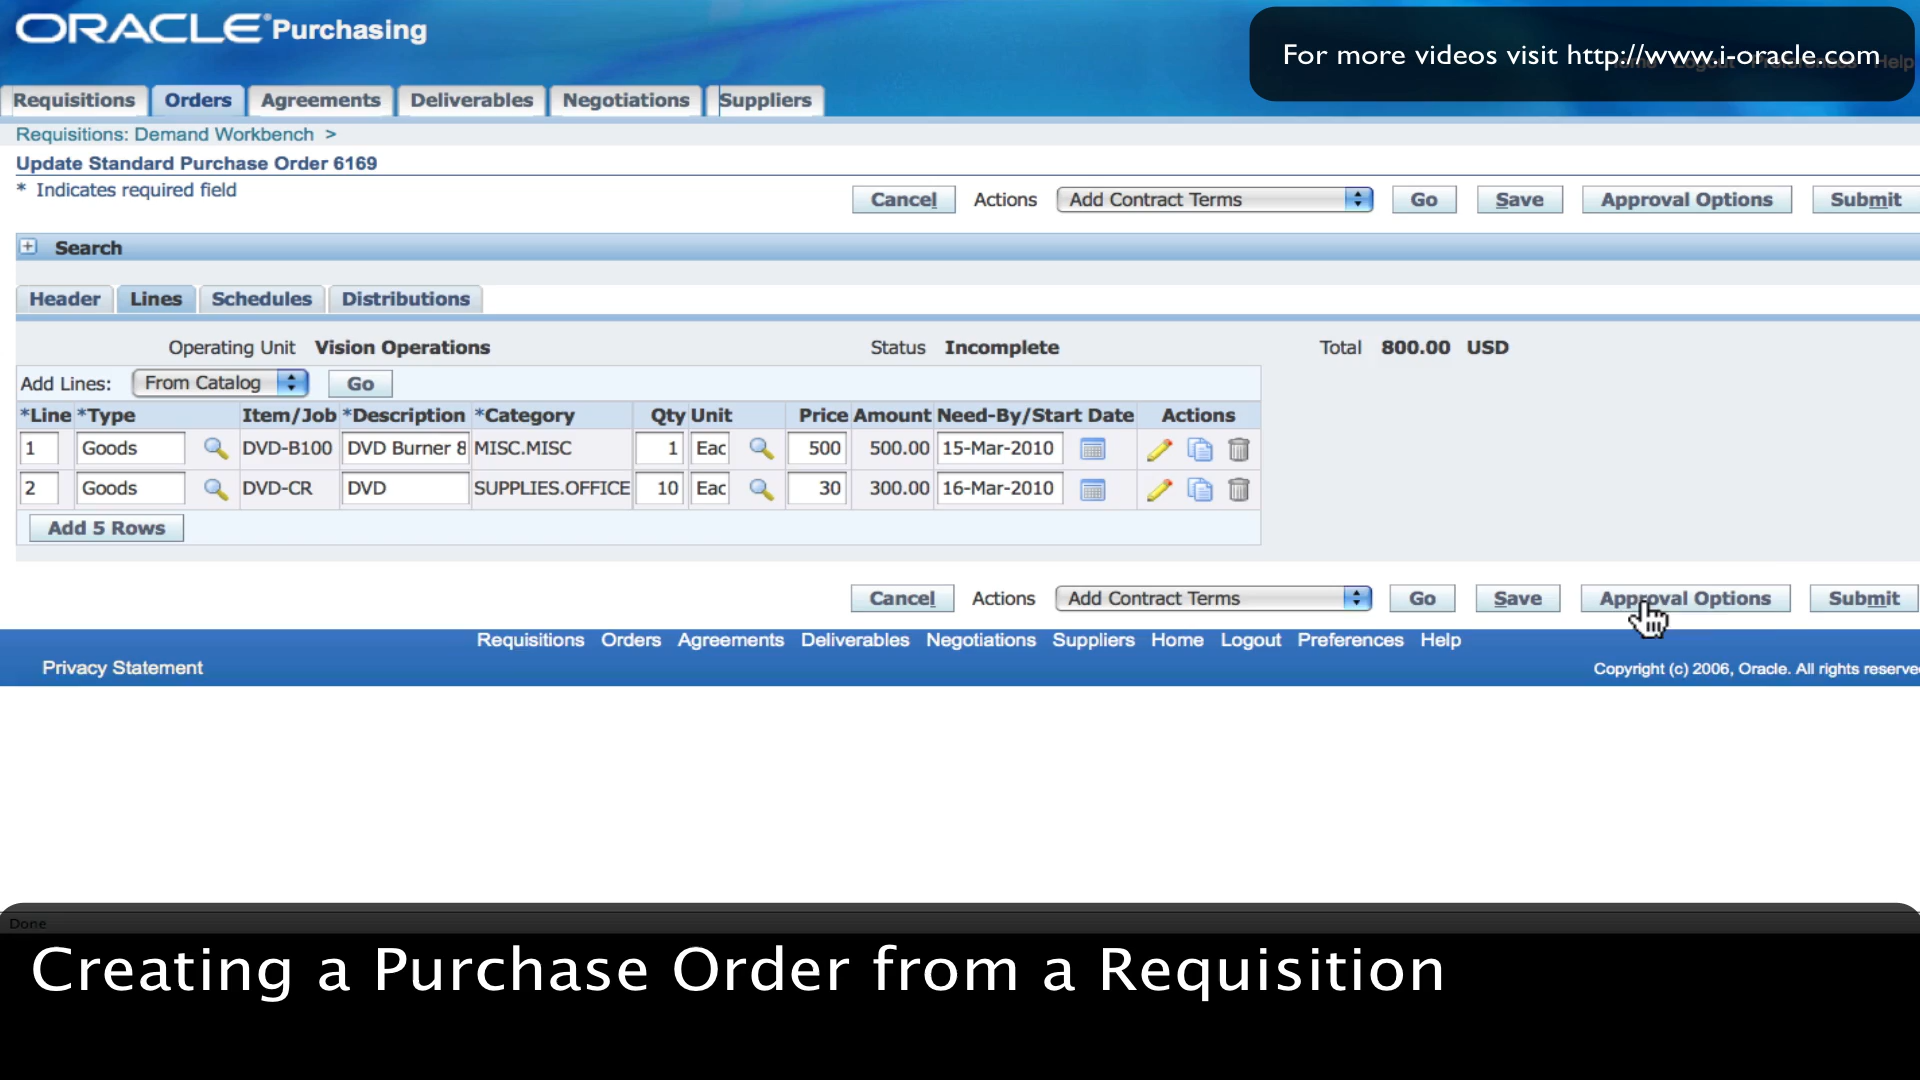 ORACLE Purchasing
For more videos visit http://www.i-oracle.com
Help
Requisitions Orders Agreements Deliverables Negotiations Suppliers
Requisitions: Demand Workbench >
Update Standard Purchase Order 6169
* Indicates required field
Cancel Actions Add Contract Terms Go Save Approval Options Submit
Search
Header Lines Schedules Distributions
Operating Unit Vision Operations Status Incomplete Total 800.00 USD
Add Lines: From Catalog Go
*Line *Type Item/Job *Description *Category Qty Unit Price Amount Need-By/Start Date Actions
1 Goods DVD-B100 DVD Burner 8 MISC.MISC 1 Eac 500 500.00 15-Mar-2010
2 Goods DVD-CR DVD SUPPLIES.OFFICE 10 Eac 30 300.00 16-Mar-2010
Add 5 Rows
Cancel Actions Add Contract Terms Go Save Approval Options Submit
Requisitions Orders Agreements Deliverables Negotiations Suppliers Home Logout Preferences Help
Privacy Statement Copyright (c) 2006, Oracle. All rights reserve
Done
Creating a Purchase Order from a Requisition